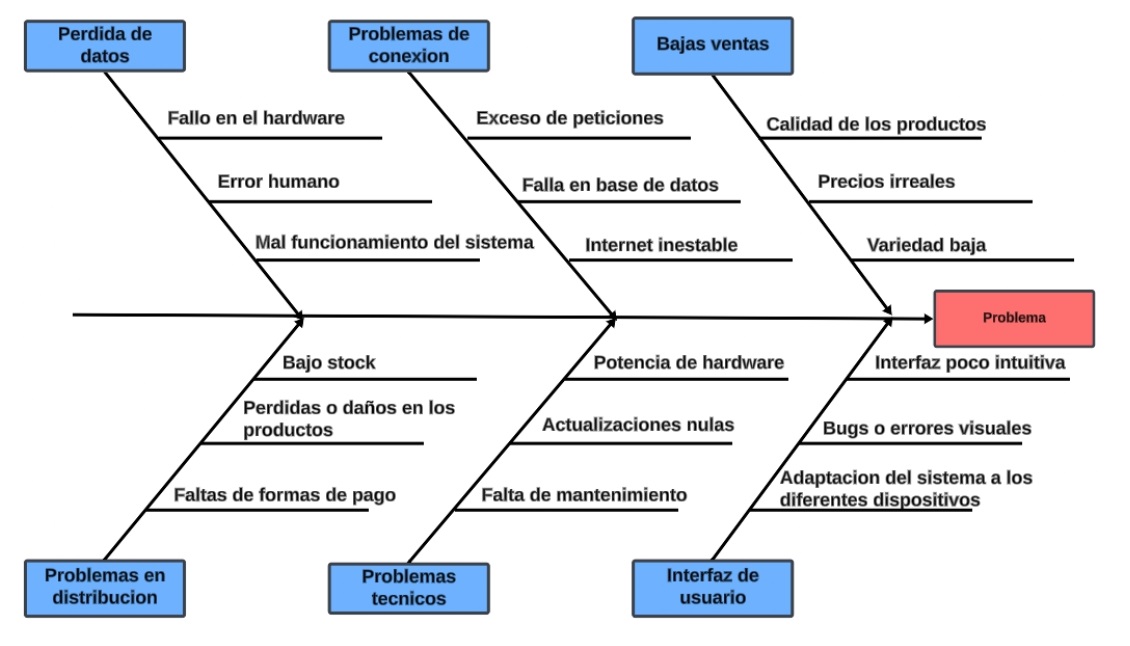 Perdida de
datos
Problemas de
conexion
Bajas ventas
Fallo en el hardware
Exceso de peticiones
Calidad de los productos
Error humano
Falla en base de datos
Precios irreales
Mal funcionamiento del sistema
Internet inestable
Variedad baja
Problema
Bajo stock
Potencia de hardware
Interfaz poco intuitiva
Perdidas o daños en los
productos
Actualizaciones nulas
Bugs o errores visuales
Faltas de formas de pago
Falta de mantenimiento
Adaptacion del sistema a los
diferentes dispositivos
Problemas en
distribucion
Problemas
tecnicos
Interfaz de
usuario